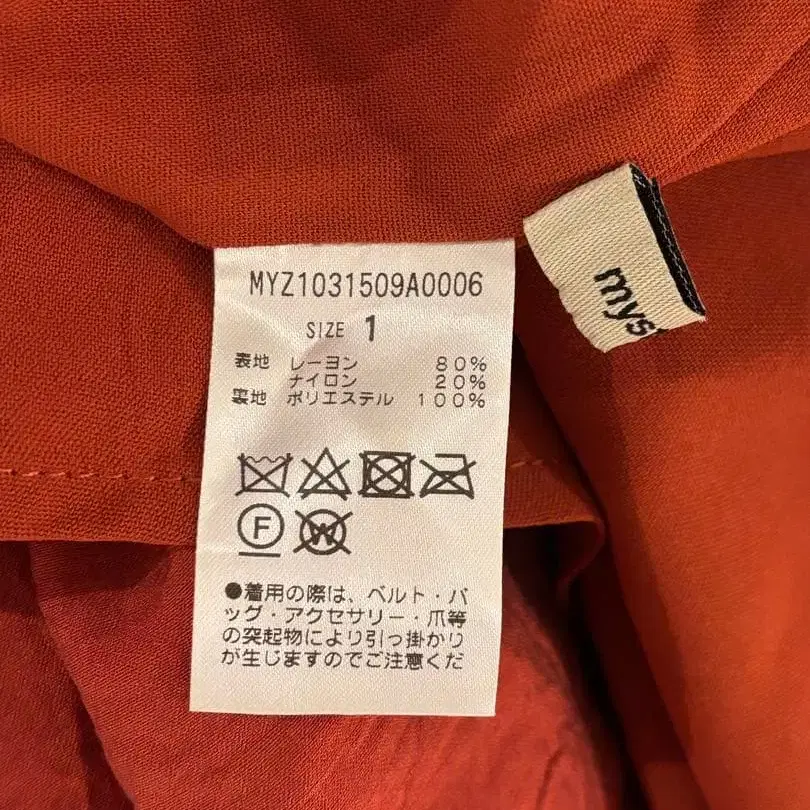 MYZ1031509A0006
SIZE 1
表地 レーヨン 80%
ナイロン 20%
裏地 ポリエステル 100%
F W
●着用の際は、ベルト・バ
ッグ・アクセサリー・爪等
の突起物により引っ掛かり
が生じますのでご注意くだ
mys